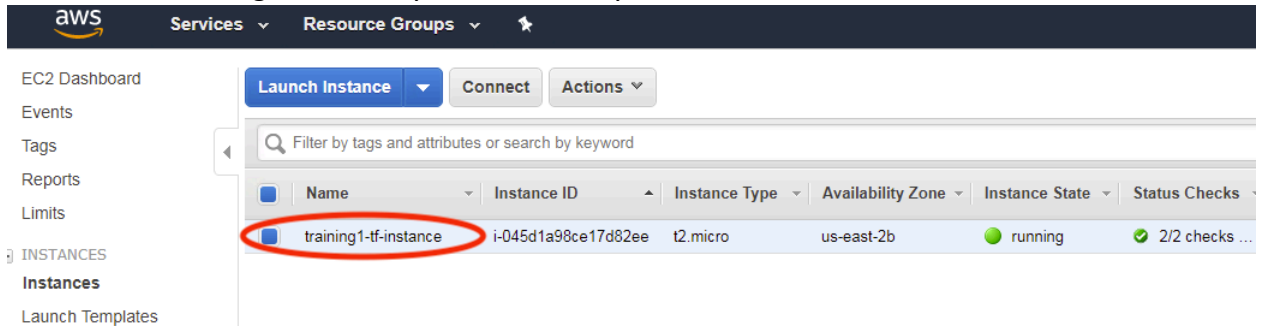 aws Services Resource Groups
EC2 Dashboard
Events
Tags
Reports
Limits
INSTANCES
Instances
Launch Templates
Launch Instance Connect Actions
Filter by tags and attributes or search by keyword
Name Instance ID Instance Type Availability Zone Instance State Status Checks
training1-tf-instance i-045d1a98ce17d82ee t2.micro us-east-2b running 2/2 checks ...